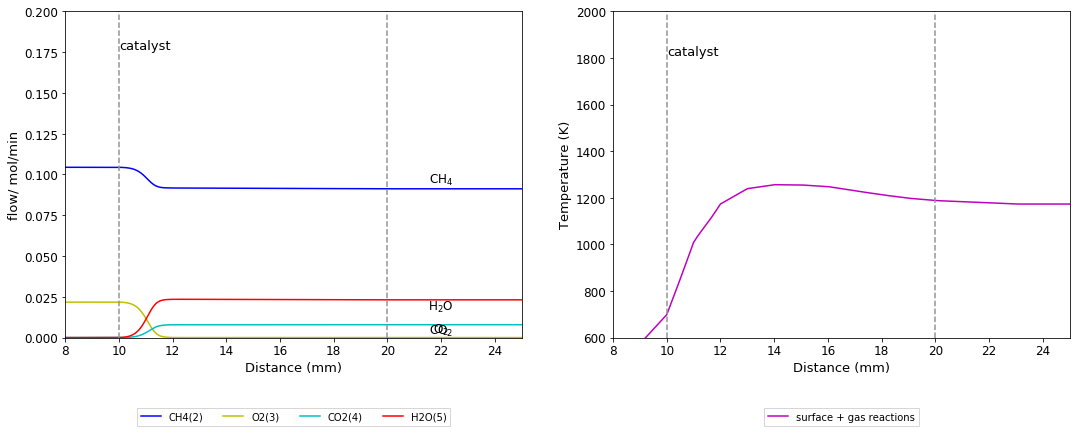 0.200
0.175
0.150
0.125
0.100
0.075
0.050
0.025
0.000
flow/ mol/min
catalyst
CH₄
H₂O
CO₂
O₂
8 10 12 14 16 18 20 22 24
Distance (mm)
CH4(2) O2(3) CO2(4) H2O(5)
2000
1800
1600
1400
1200
1000
800
600
Temperature (K)
catalyst
8 10 12 14 16 18 20 22 24
Distance (mm)
surface + gas reactions